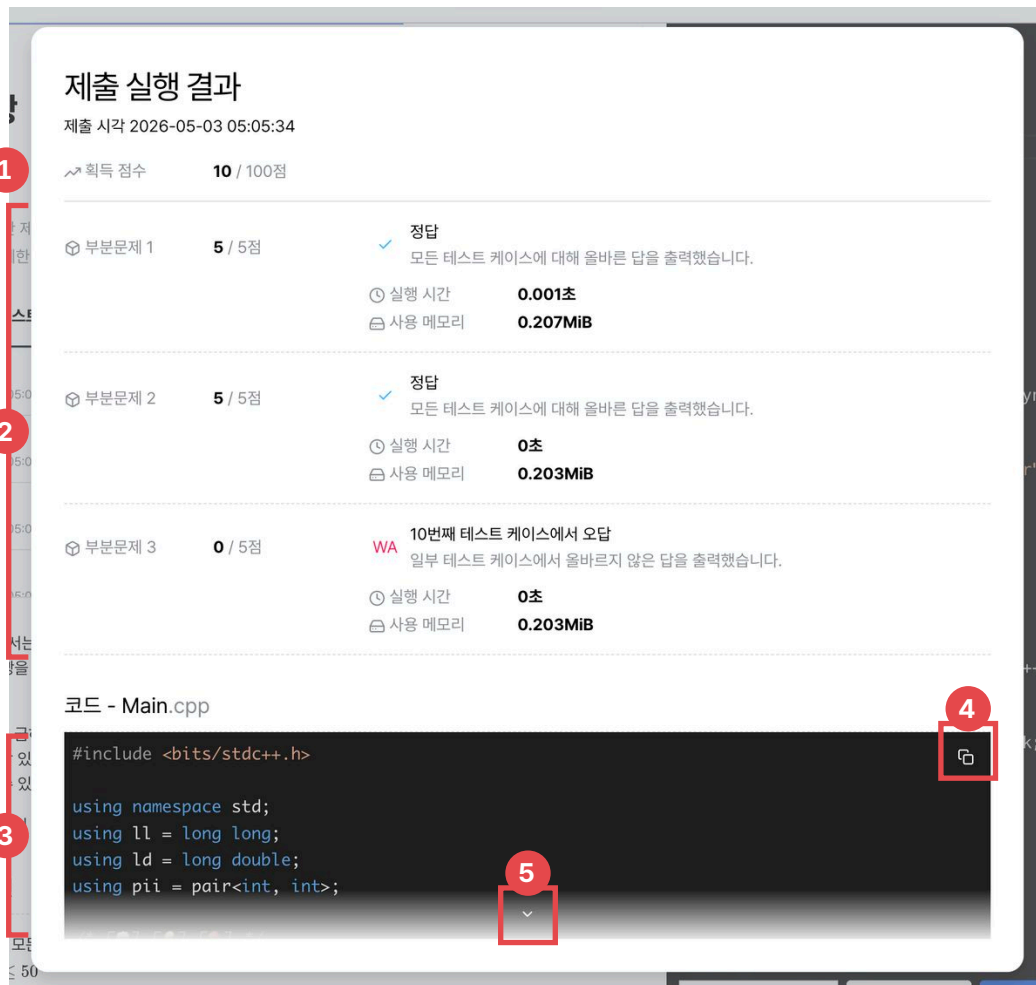 제출 실행 결과
제출 시각 2026-05-03 05:05:34
1
획득 점수 10 / 100점
부분문제 1 5 / 5점
정답
모든 테스트 케이스에 대해 올바른 답을 출력했습니다.
실행 시간 0.001초
사용 메모리 0.207MiB
2
부분문제 2 5 / 5점
정답
모든 테스트 케이스에 대해 올바른 답을 출력했습니다.
실행 시간 0초
사용 메모리 0.203MiB
부분문제 3 0 / 5점
WA 10번째 테스트 케이스에서 오답
일부 테스트 케이스에서 올바르지 않은 답을 출력했습니다.
실행 시간 0초
사용 메모리 0.203MiB
코드 - Main.cpp
4
3
#include <bits/stdc++.h>
using namespace std;
using ll = long long;
using ld = long double;
using pii = pair<int, int>;
5
≤ 50